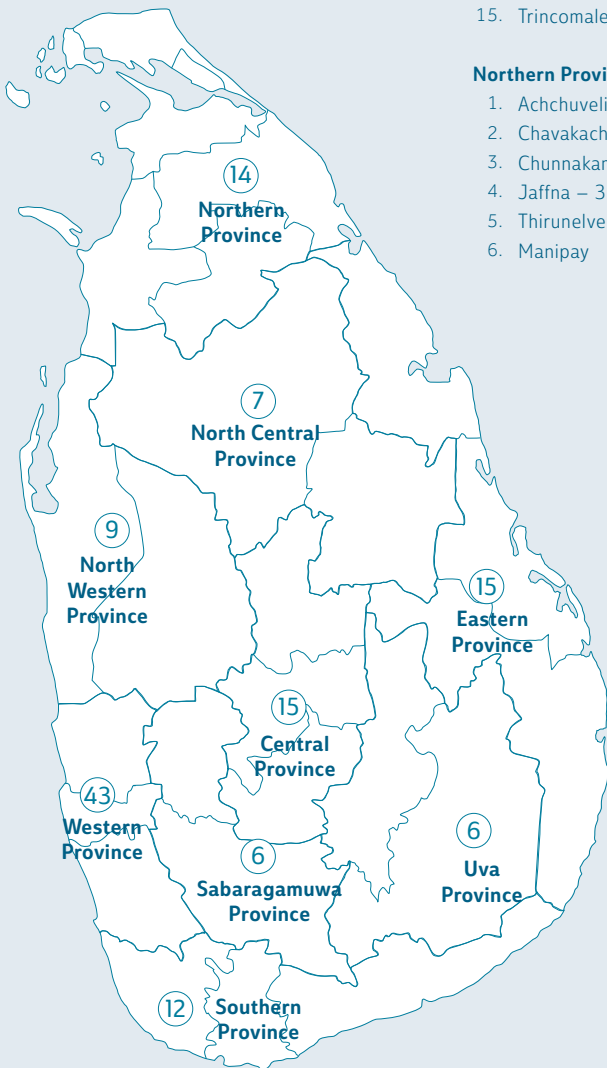 15. Trincomale
Northern Provi
1. Achchuveli
2. Chavakach
3. Chunnakar
4. Jaffna – 3
5. Thirunelve
6. Manipay
14
Northern
Province
7
North Central
Province
9
North
Western
Province
15
Eastern
Province
15
Central
Province
43
Western
Province
6
Sabaragamuwa
Province
6
Uva
Province
12
Southern
Province